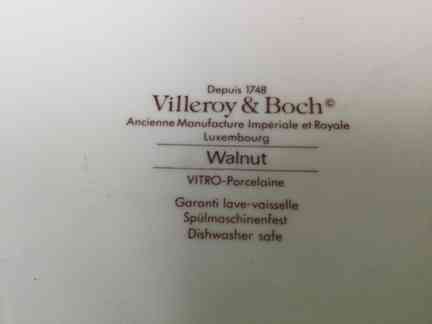 Depuis 1748
Villeroy & Boch©
Ancienne Manufacture Impériale et Royale
Luxembourg
Walnut
VITRO-Porcelaine
Garanti lave-vaisselle
Spülmaschinenfest
Dishwasher safe